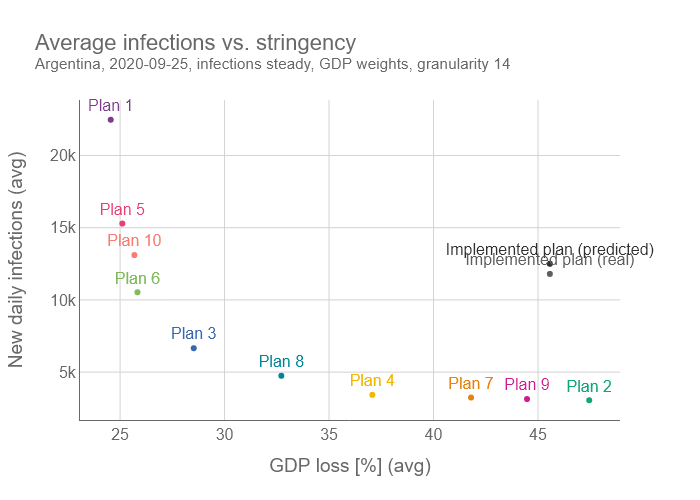 Average infections vs. stringency
Argentina, 2020-09-25, infections steady, GDP weights, granularity 14
New daily infections (avg)
20k
15k
10k
5k
Plan 1
Plan 5
Plan 10
Plan 6
Plan 3
Plan 8
Plan 4
Plan 7
Plan 9
Plan 2
Implemented plan (predicted)
Implemented plan (real)
25
30
35
40
45
GDP loss [%] (avg)